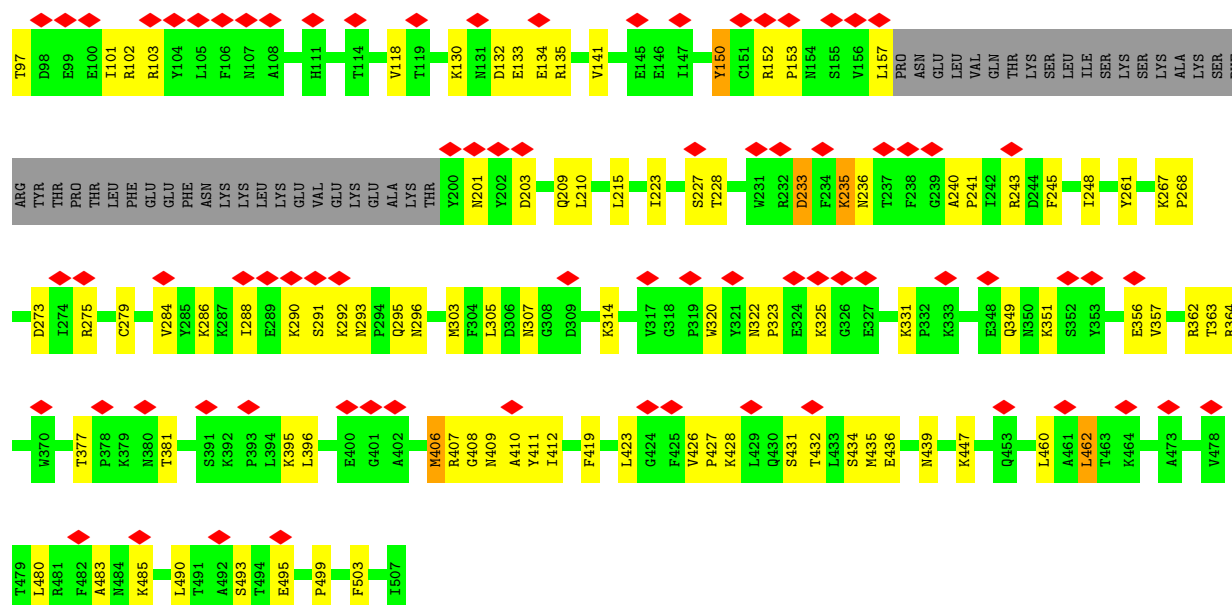 T97 D98 E99 E100 I101 R102 R103 Y104 L105 F106 N107 A108 H111 T114 V118 T119 K130 N131 D132 E133 E134 R135 V141 E145 E146 I147 Y150 C151 R152 P153 N154 S155 V156 L157 PRO ASN GLU LEU VAL GLN THR LYS SER LEU ILE SER LYS SER LYS ALA LYS SER
ARG TYR THR PRO THR LEU PHE GLU GLU PHE ASN LYS LYS LEU LYS GLU VAL GLU LYS GLU ALA LYS THR Y200 N201 Y202 D203 Q209 L210 L215 I223 S227 T228 W231 R232 D233 F234 K235 N236 T237 F238 G239 A240 P241 I242 R243 D244 F245 I248 Y261 K267 P268
D273 I274 R275 C279 V284 Y285 K286 K287 I288 E289 K290 S291 K292 N293 P294 Q295 N296 M303 F304 L305 D306 N307 G308 D309 K314 V317 G318 P319 W320 Y321 N322 P323 E324 K325 G326 E327 K331 P332 K333 E348 Q349 N350 K351 S352 Y353 E356 V357 R362 T363 R364
W370 T377 P378 K379 N380 T381 S391 K392 P393 L394 K395 L396 E400 G401 A402 M406 R407 G408 N409 A410 Y411 I412 F419 L423 G424 F425 V426 P427 K428 L429 Q430 S431 T432 L433 S434 M435 E436 N439 K447 Q453 L460 A461 L462 T463 K464 A473 V478
T479 L480 R481 F482 A483 N484 K485 L490 T491 A492 S493 T494 E495 P499 F503 I507